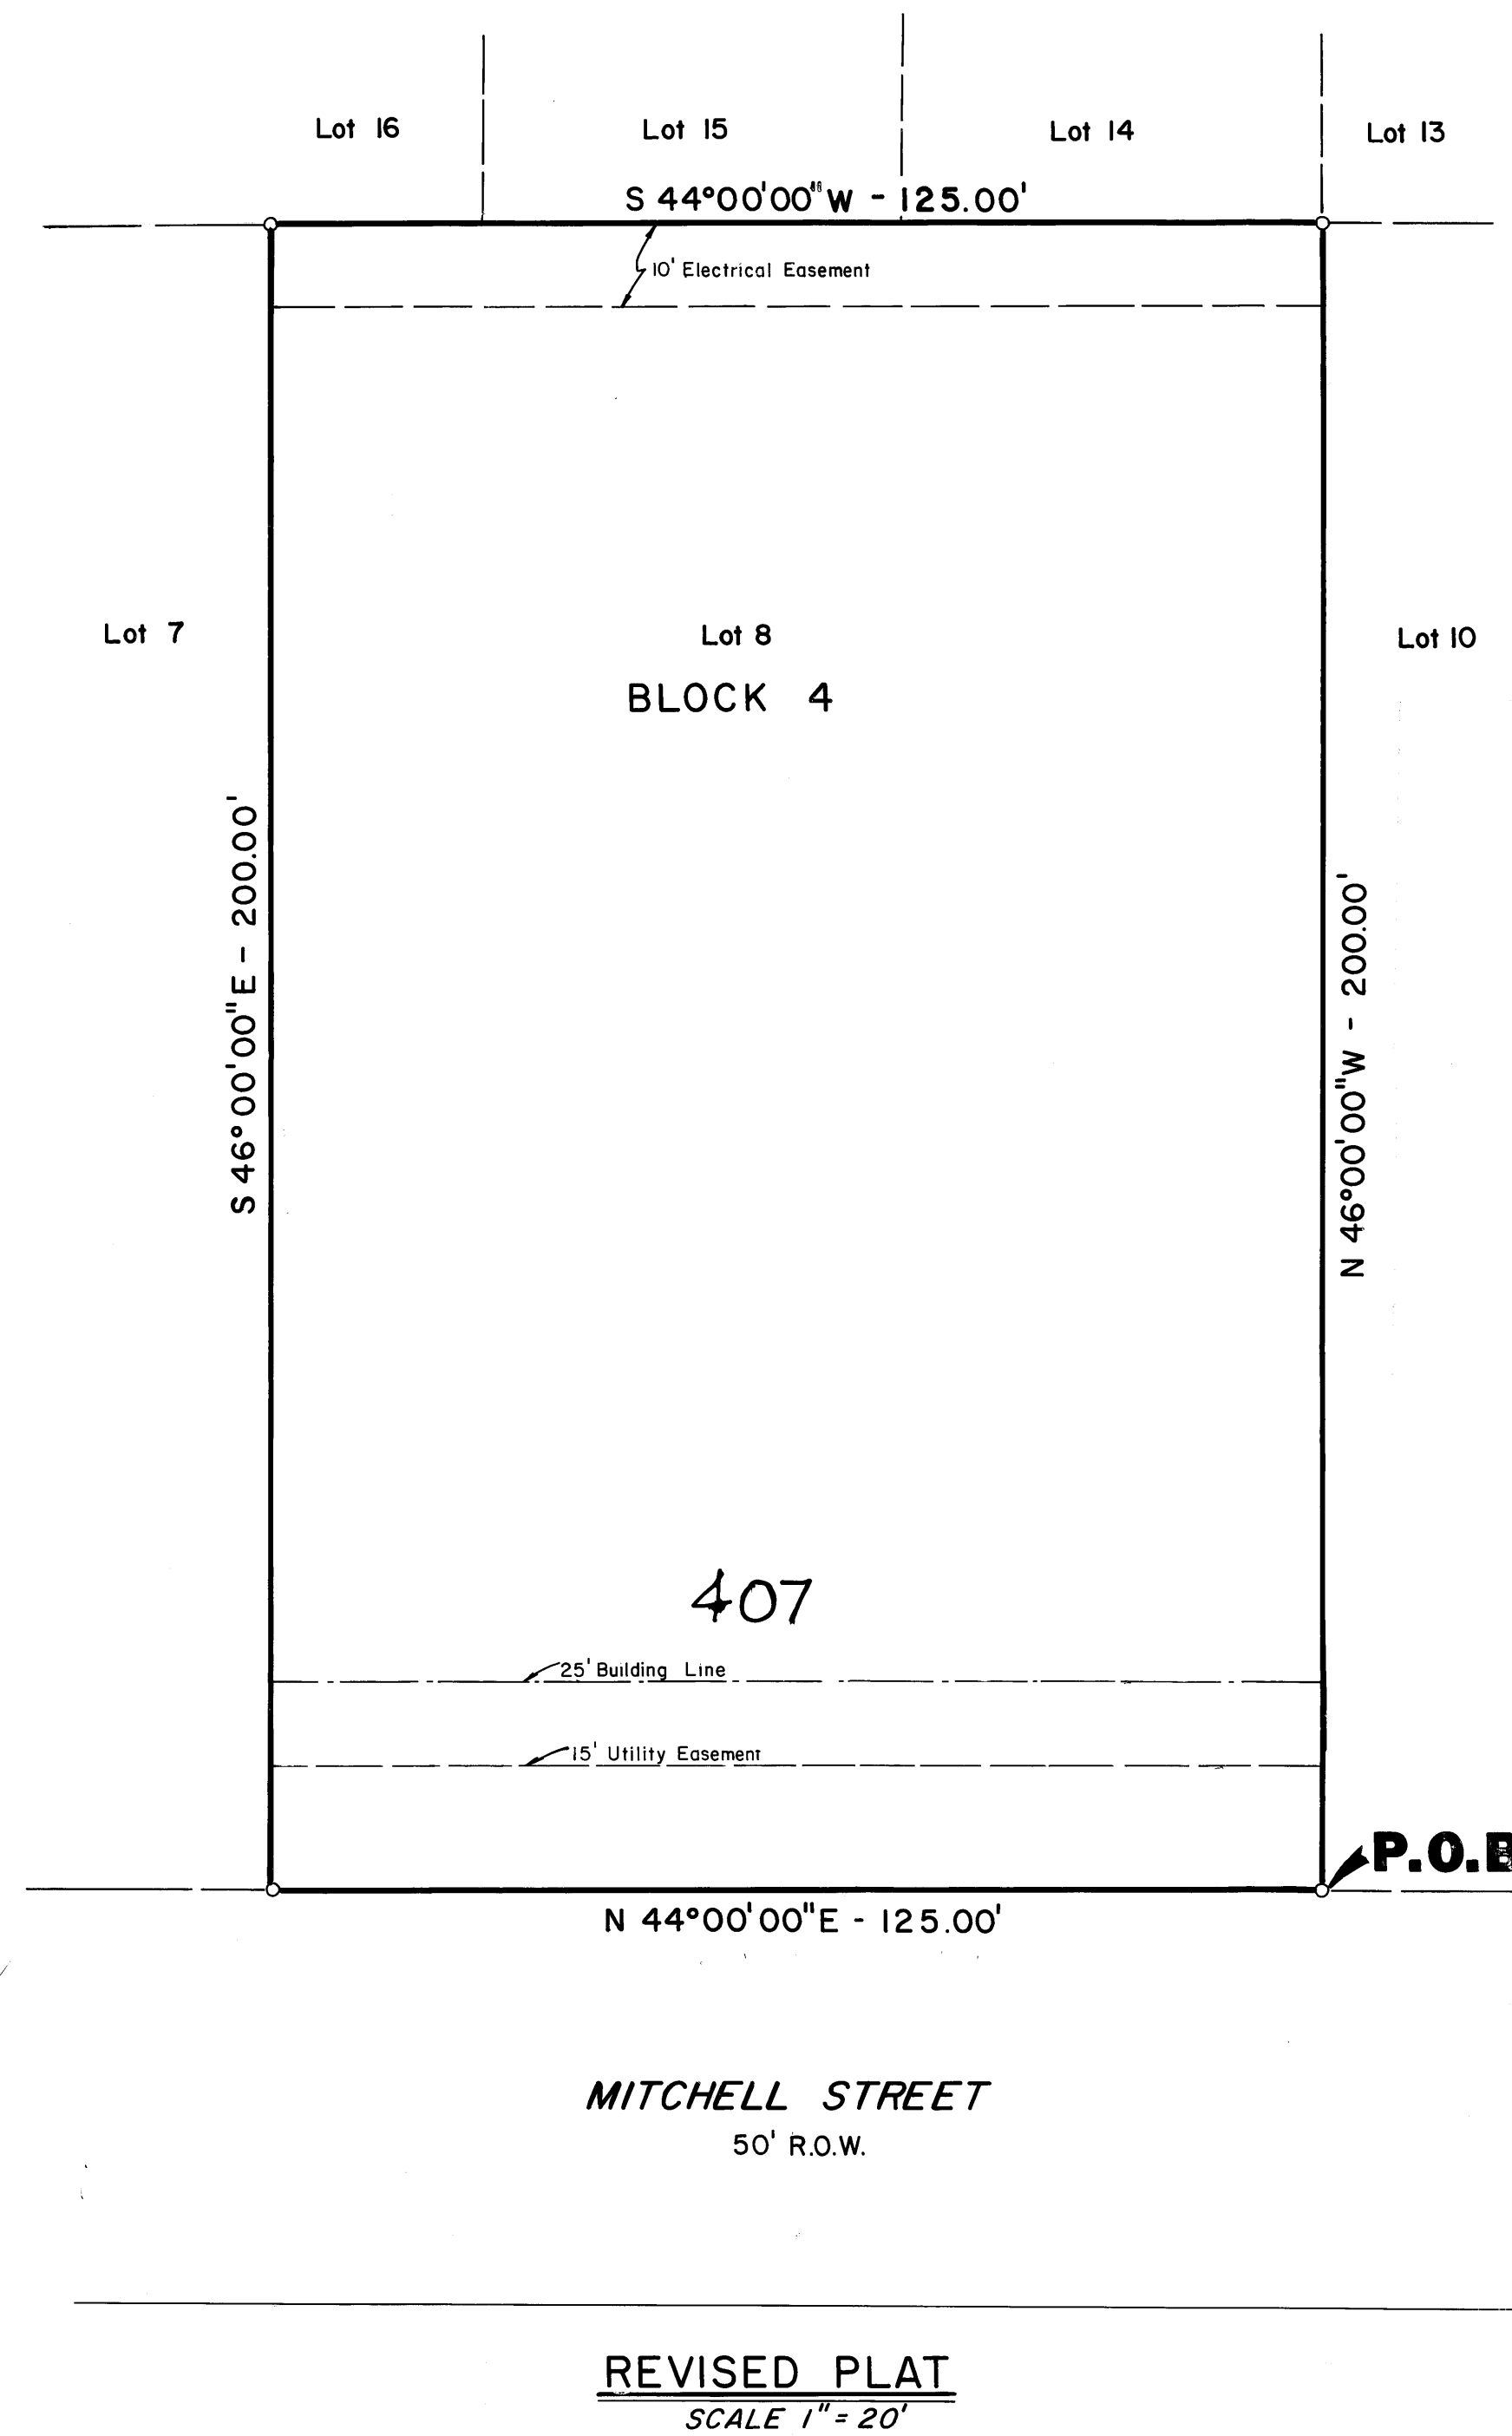 Lot 16
Lot 15
Lot 14
Lot 13
S 44°00'00" W - 125.00'
10' Electrical Easement
Lot 7
Lot 8
Lot 10
BLOCK 4
S 46°00'00"E - 200.00'
N 46°00'00"W - 200.00'
407
25' Building Line
15' Utility Easement
P.O.B
N 44°00'00"E - 125.00'
MITCHELL STREET
50' R.O.W.
REVISED PLAT
SCALE 1"= 20'